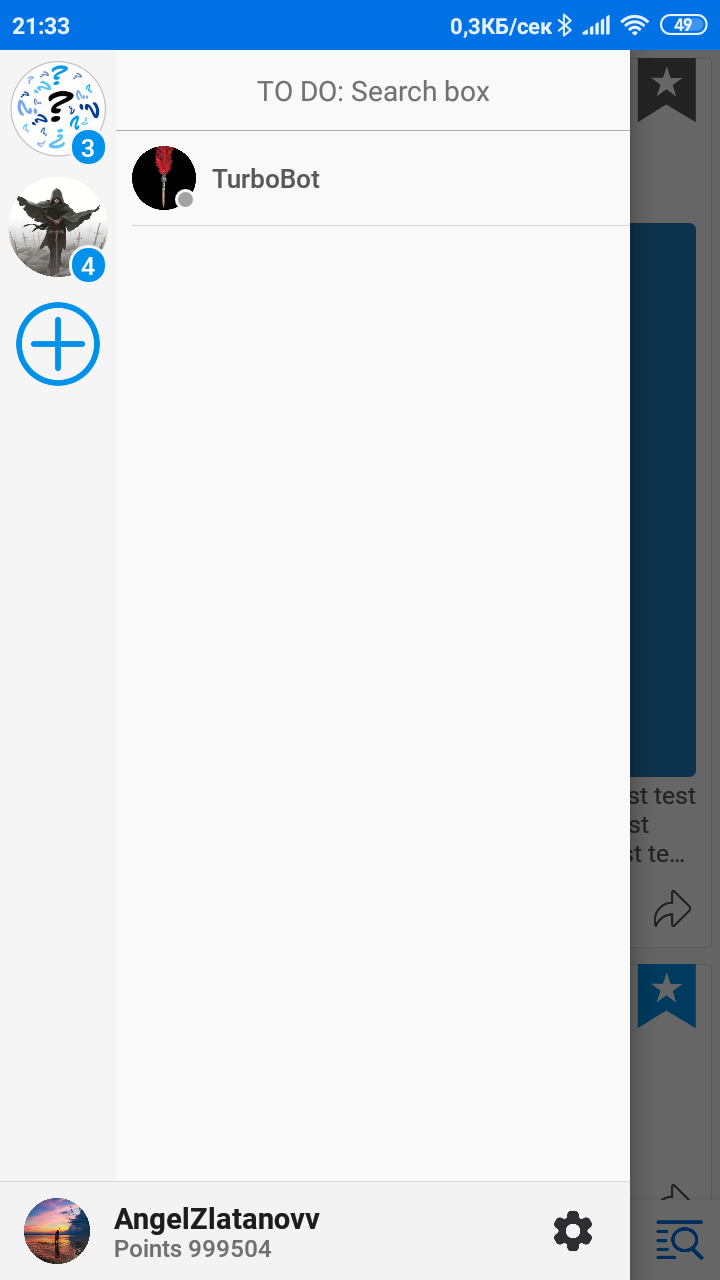 21:33
0,3КБ/сек
49
3
4
TO DO: Search box
TurboBot
st test
st
st te...
AngelZlatanovv
Points 999504